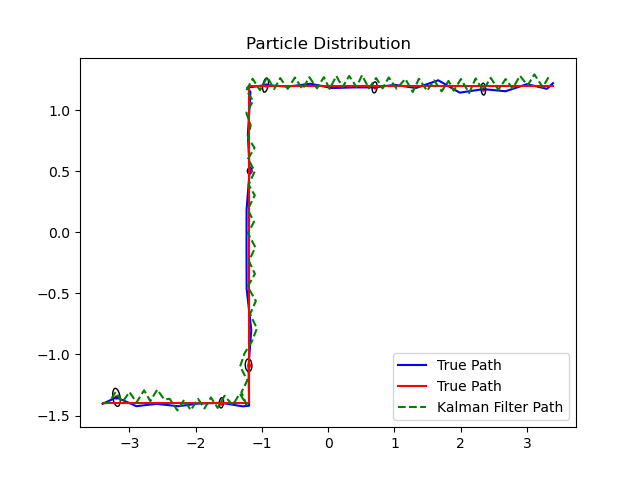 Particle Distribution
1.0
0.5
0.0
−0.5
−1.0
−1.5
−3 −2 −1 0 1 2 3
True Path
True Path
Kalman Filter Path